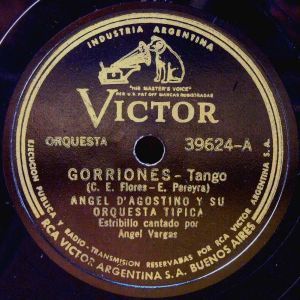 INDUSTRIA ARGENTINA
"HIS MASTER'S VOICE"
REG. U.S. PAT OFF MARCAS REGISTRADAS
VICTOR
ORQUESTA 39624-A
GORRIONES - Tango
(C. E. Flores - E. Pereyra)
ANGEL D'AGOSTINO Y SU
ORQUESTA TIPICA
Estribillo cantado por
Angel Vargas
EJECUCION PUBLICA Y RADIO-TRANSMISION RESERVADAS POR RCA VICTOR ARGENTINA S.A.
RCA VICTOR ARGENTINA S.A. BUENOS AIRES